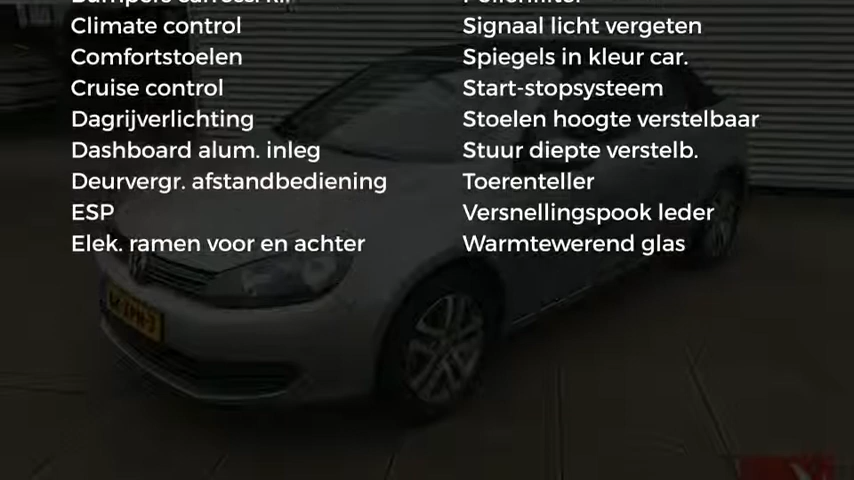 Climate control
Comfortstoelen
Cruise control
Dagrijverlichting
Dashboard alum. inleg
Deurvergr. afstandbediening
ESP
Elek. ramen voor en achter
Signaal licht vergeten
Spiegels in kleur car.
Start-stopsysteem
Stoelen hoogte verstelbaar
Stuur diepte verstelb.
Toerenteller
Versnellingspook leder
Warmtewerend glas